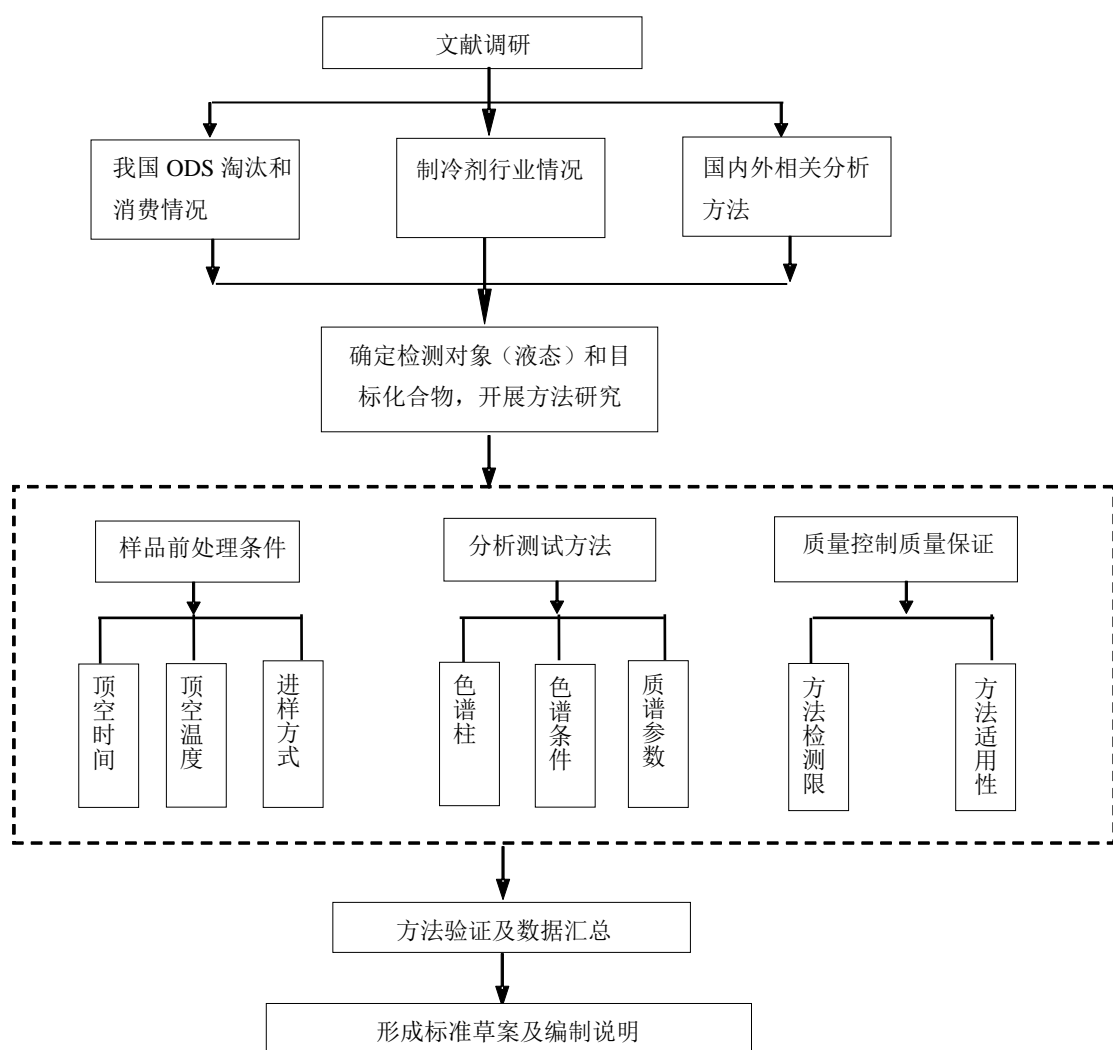 文献调研
我国 ODS 淘汰和
消费情况
制冷剂行业情况
国内外相关分析
方法
确定检测对象（液态）和目
标化合物，开展方法研究
样品前处理条件
分析测试方法
质量控制质量保证
顶空时间
顶空温度
进样方式
色谱柱
色谱条件
质谱参数
方法检测限
方法适用性
方法验证及数据汇总
形成标准草案及编制说明